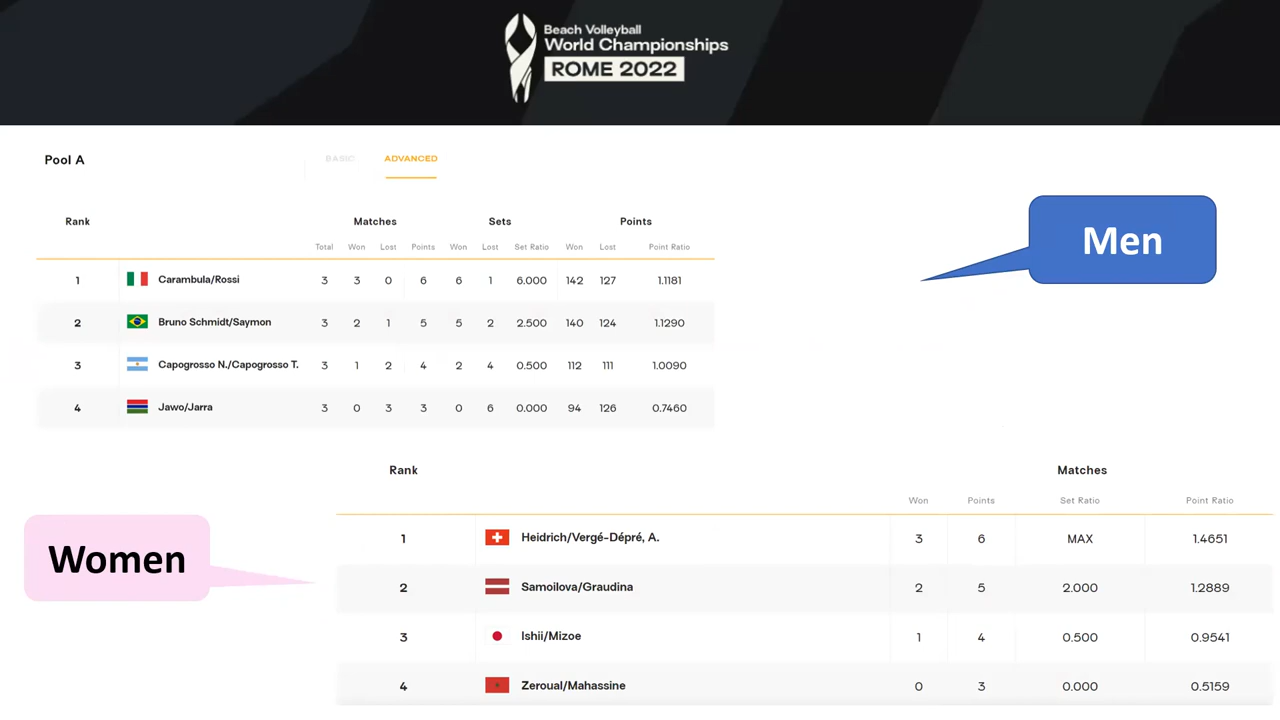 Beach Volleyball
World Championships
ROME 2022
Pool A
BASIC ADVANCED
Men
Rank Matches Sets Points
Total Won Lost Points Won Lost Set Ratio Won Lost Point Ratio
1 Carambula/Rossi 3 3 0 6 6 1 6.000 142 127 1.1181
2 Bruno Schmidt/Saymon 3 2 1 5 5 2 2.500 140 124 1.1290
3 Capogrosso N./Capogrosso T. 3 1 2 4 2 4 0.500 112 111 1.0090
4 Jawo/Jarra 3 0 3 3 0 6 0.000 94 126 0.7460
Women
Rank Matches
Won Points Set Ratio Point Ratio
1 Heidrich/Vergé-Dépré, A. 3 6 MAX 1.4651
2 Samoilova/Graudina 2 5 2.000 1.2889
3 Ishii/Mizoe 1 4 0.500 0.9541
4 Zeroual/Mahassine 0 3 0.000 0.5159